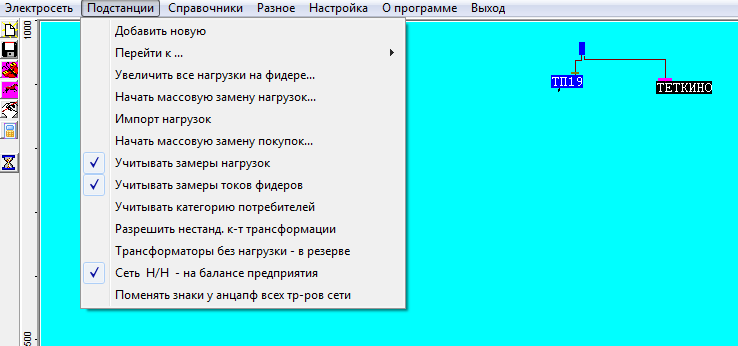 Электросеть Подстанции Справочники Разное Настройка О программе Выход
1000
Добавить новую
Перейти к ...
Увеличить все нагрузки на фидере...
Начать массовую замену нагрузок...
Импорт нагрузок
Начать массовую замену покупок...
Учитывать замеры нагрузок
Учитывать замеры токов фидеров
Учитывать категорию потребителей
Разрешить нестанд. к-т трансформации
Трансформаторы без нагрузки - в резерве
Сеть Н/Н - на балансе предприятия
Поменять знаки у анцапф всех тр-ров сети
ТП19
ТЕТКИНО
500